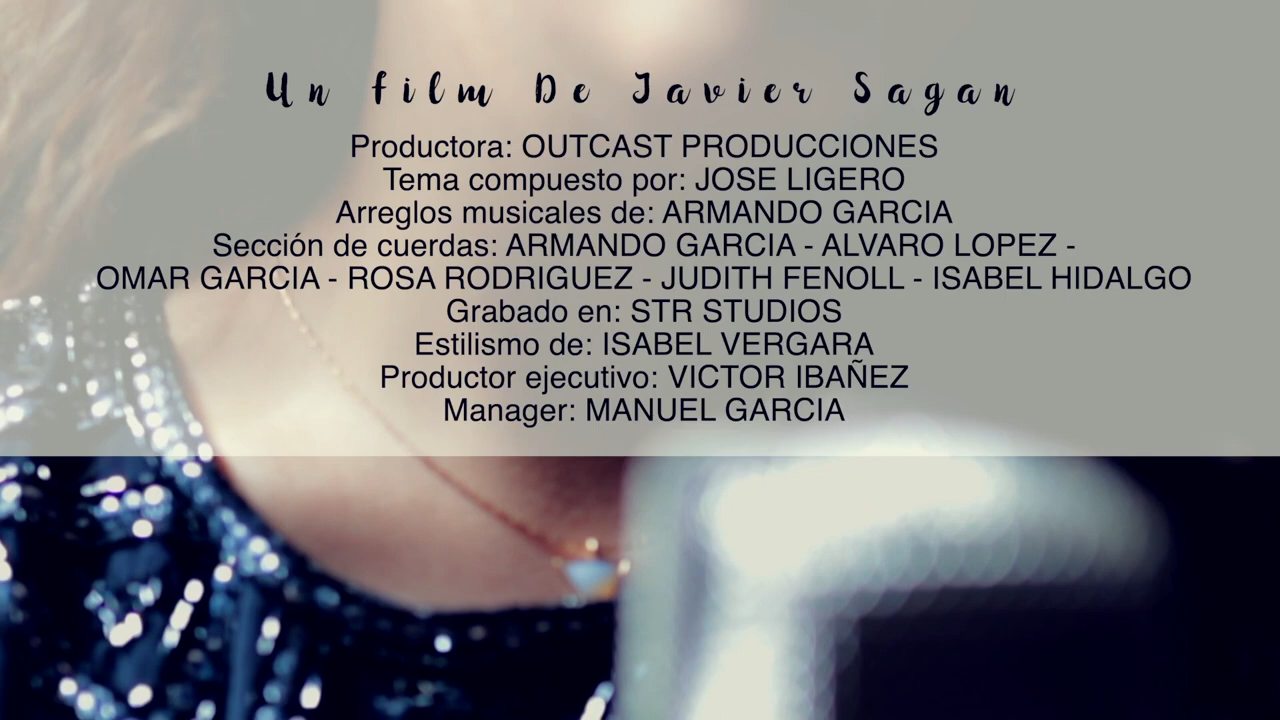 Un film De Javier Sagan
Productora: OUTCAST PRODUCCIONES
Tema compuesto por: JOSE LIGERO
Arreglos musicales de: ARMANDO GARCIA
Sección de cuerdas: ARMANDO GARCIA - ALVARO LOPEZ -
OMAR GARCIA - ROSA RODRIGUEZ - JUDITH FENOLL - ISABEL HIDALGO
Grabado en: STR STUDIOS
Estilismo de: ISABEL VERGARA
Productor ejecutivo: VICTOR IBAÑEZ
Manager: MANUEL GARCIA